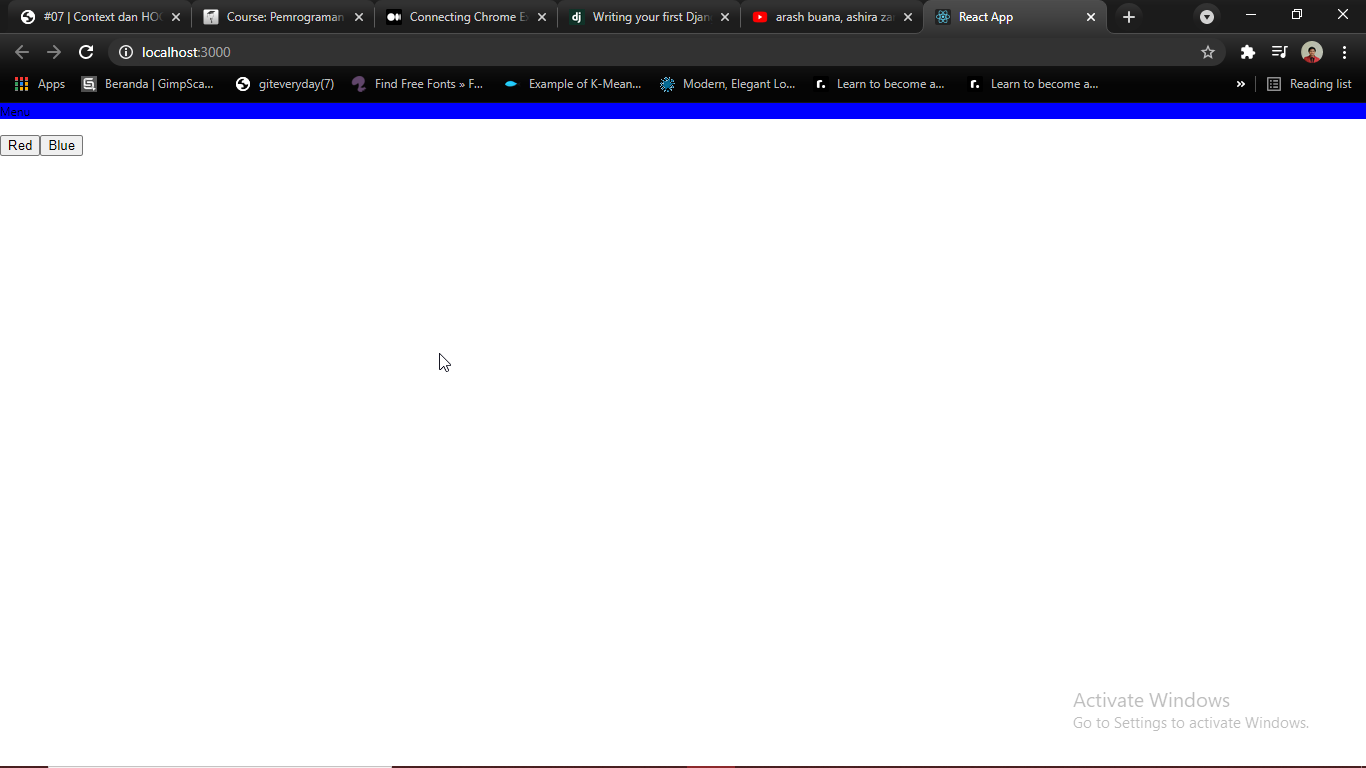 #07 | Context dan HOC
Course: Pemrograman
Connecting Chrome E
Writing your first Djan
arash buana, ashira za
React App
localhost:3000
Apps
Beranda | GimpSca...
giteveryday(7)
Find Free Fonts » F...
Example of K-Mean...
Modern, Elegant Lo...
Learn to become a...
Learn to become a...
Reading list
Menu
Red
Blue
Activate Windows
Go to Settings to activate Windows.